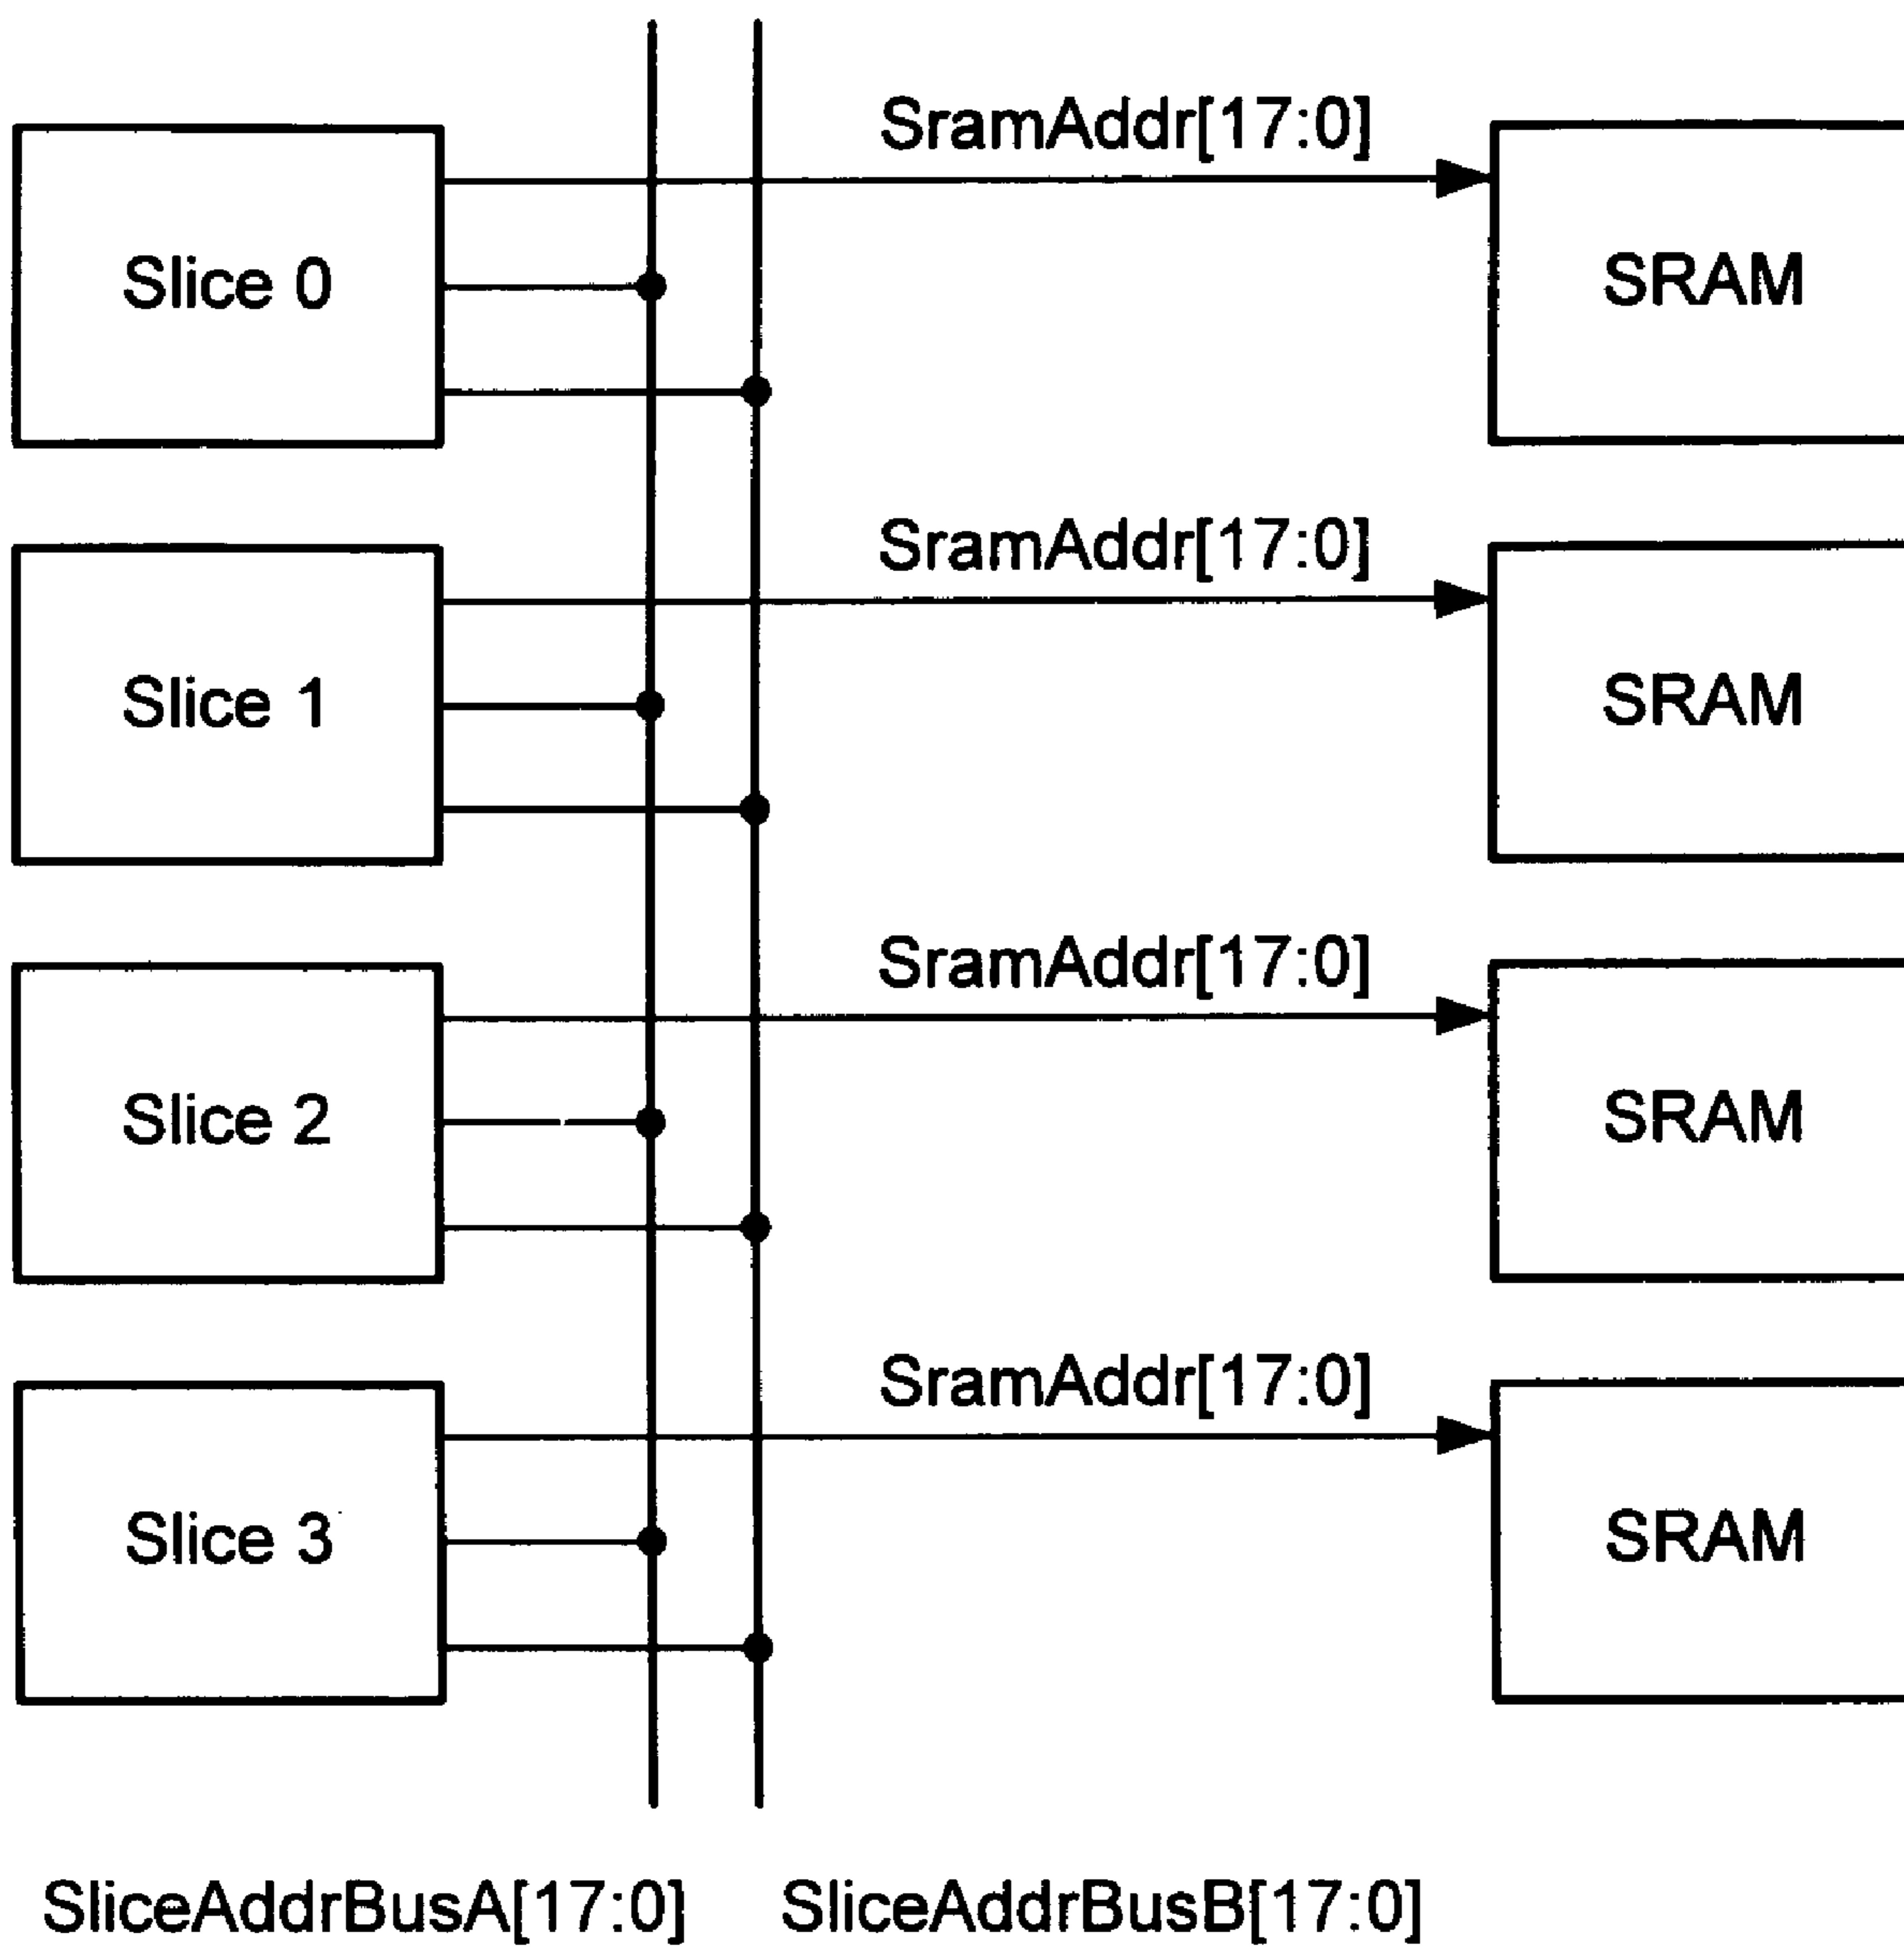 SramAddr[17:0]
Slice 0
SRAM
SramAddr[17:0]
Slice 1
SRAM
SramAddr[17:0]
Slice 2
SRAM
SramAddr[17:0]
Slice 3
SRAM
SliceAddrBusA[17:0] SliceAddrBusB[17:0]